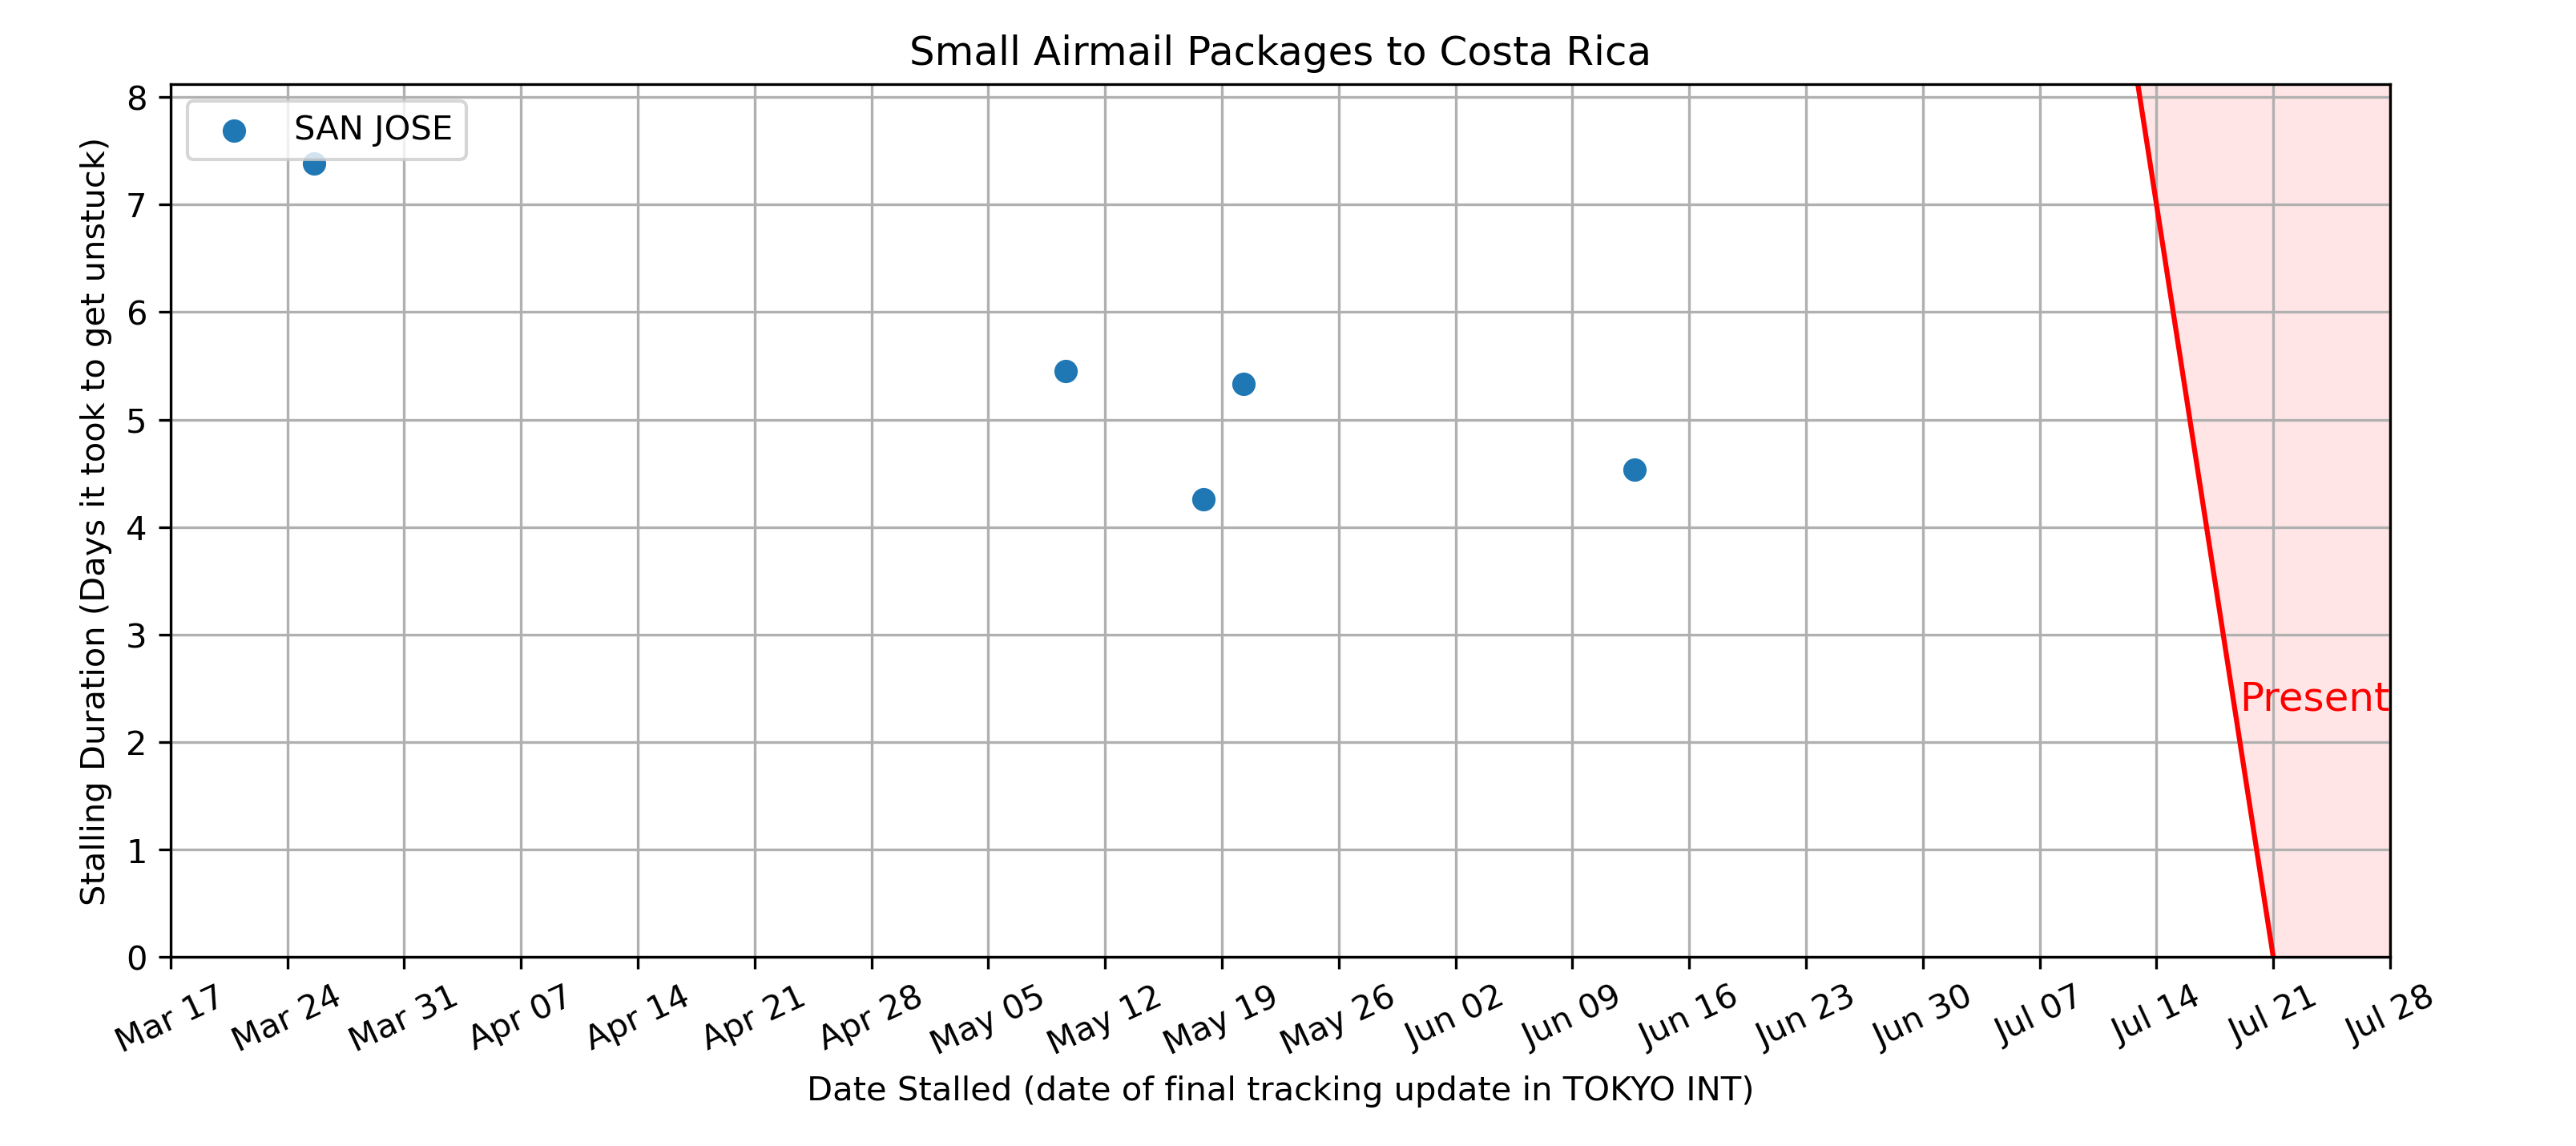 Small Airmail Packages to Costa Rica
SAN JOSE
Stalling Duration (Days it took to get unstuck)
8
7
6
5
4
3
2
1
0
Present
Mar 17 Mar 24 Mar 31 Apr 07 Apr 14 Apr 21 Apr 28 May 05 May 12 May 19 May 26 Jun 02 Jun 09 Jun 16 Jun 23 Jun 30 Jul 07 Jul 14 Jul 21 Jul 28
Date Stalled (date of final tracking update in TOKYO INT)